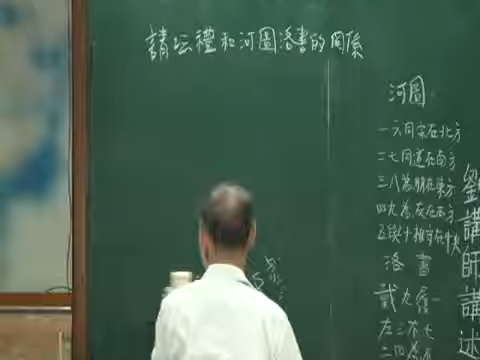 請坛禮和河圖洛書的関係
河圖
一六同宗在北方
二七同道在南方
三八為朋在東方
四九為友在西方
五與十相守在中央
洛書
戴九履一
左三右七
二四為肩
劉講師講述